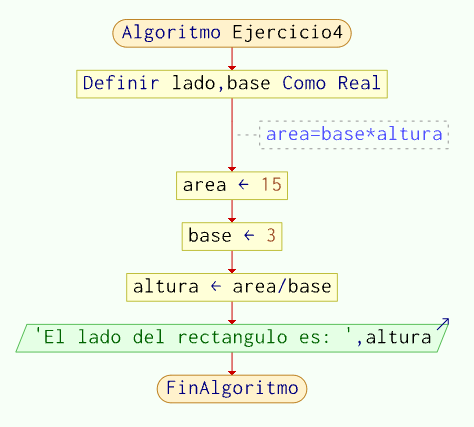 Algoritmo Ejercicio4
Definir lado,base Como Real
area=base*altura
area ← 15
base ← 3
altura ← area/base
'El lado del rectangulo es: ',altura
FinAlgoritmo